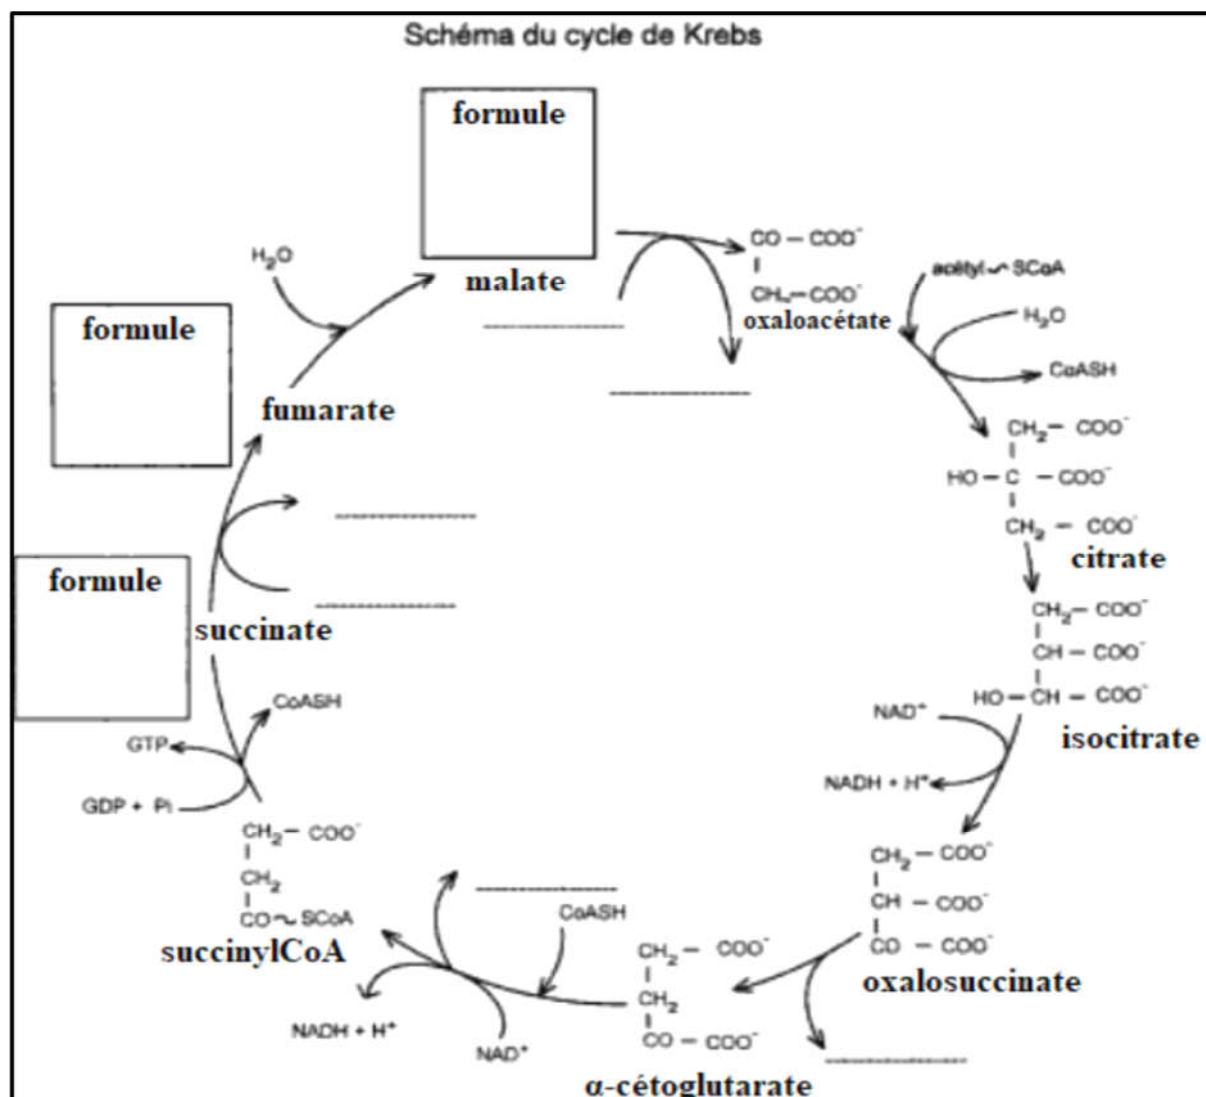 Schéma du cycle de Krebs
formule
malate
H₂O
formule
fumarate
CO – COO⁻
CH₂–COO⁻
oxaloacétate
acétyl~SCoA
H₂O
CoASH
CH₂– COO⁻
HO–C –COO⁻
CH₂ – COO⁻
citrate
formule
succinate
CH₂– COO⁻
CH – COO⁻
HO–CH – COO⁻
isocitrate
NAD⁺
NADH + H⁺
CoASH
GTP
GDP + Pi
CH₂– COO⁻
CH₂
CO~SCoA
succinylCoA
CH₂ – COO⁻
CH – COO⁻
CO – COO⁻
oxalosuccinate
CoASH
NADH + H⁺
NAD⁺
CH₂ – COO⁻
CH₂
CO – COO⁻
α-cétoglutarate